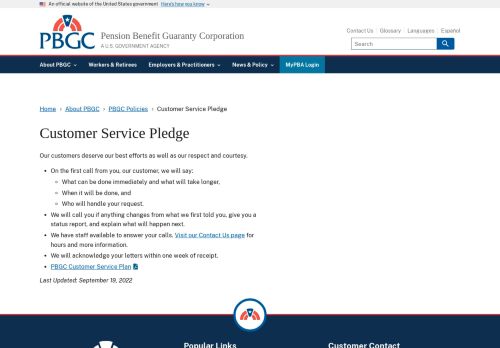 An official website of the United States government Here's how you know
PBGC
Pension Benefit Guaranty Corporation
A U.S. GOVERNMENT AGENCY
Contact Us Glossary Languages Español
Search
About PBGC Workers & Retirees Employers & Practitioners News & Policy MyPBA Login
Home › About PBGC › PBGC Policies › Customer Service Pledge
Customer Service Pledge
Our customers deserve our best efforts as well as our respect and courtesy.
• On the first call from you, our customer, we will say:
◦ What can be done immediately and what will take longer,
◦ When it will be done, and
◦ Who will handle your request.
• We will call you if anything changes from what we first told you, give you a
status report, and explain what will happen next.
• We have staff available to answer your calls. Visit our Contact Us page for
hours and more information.
• We will acknowledge your letters within one week of receipt.
• PBGC Customer Service Plan
Last Updated: September 19, 2022
Popular Links
Customer Contact